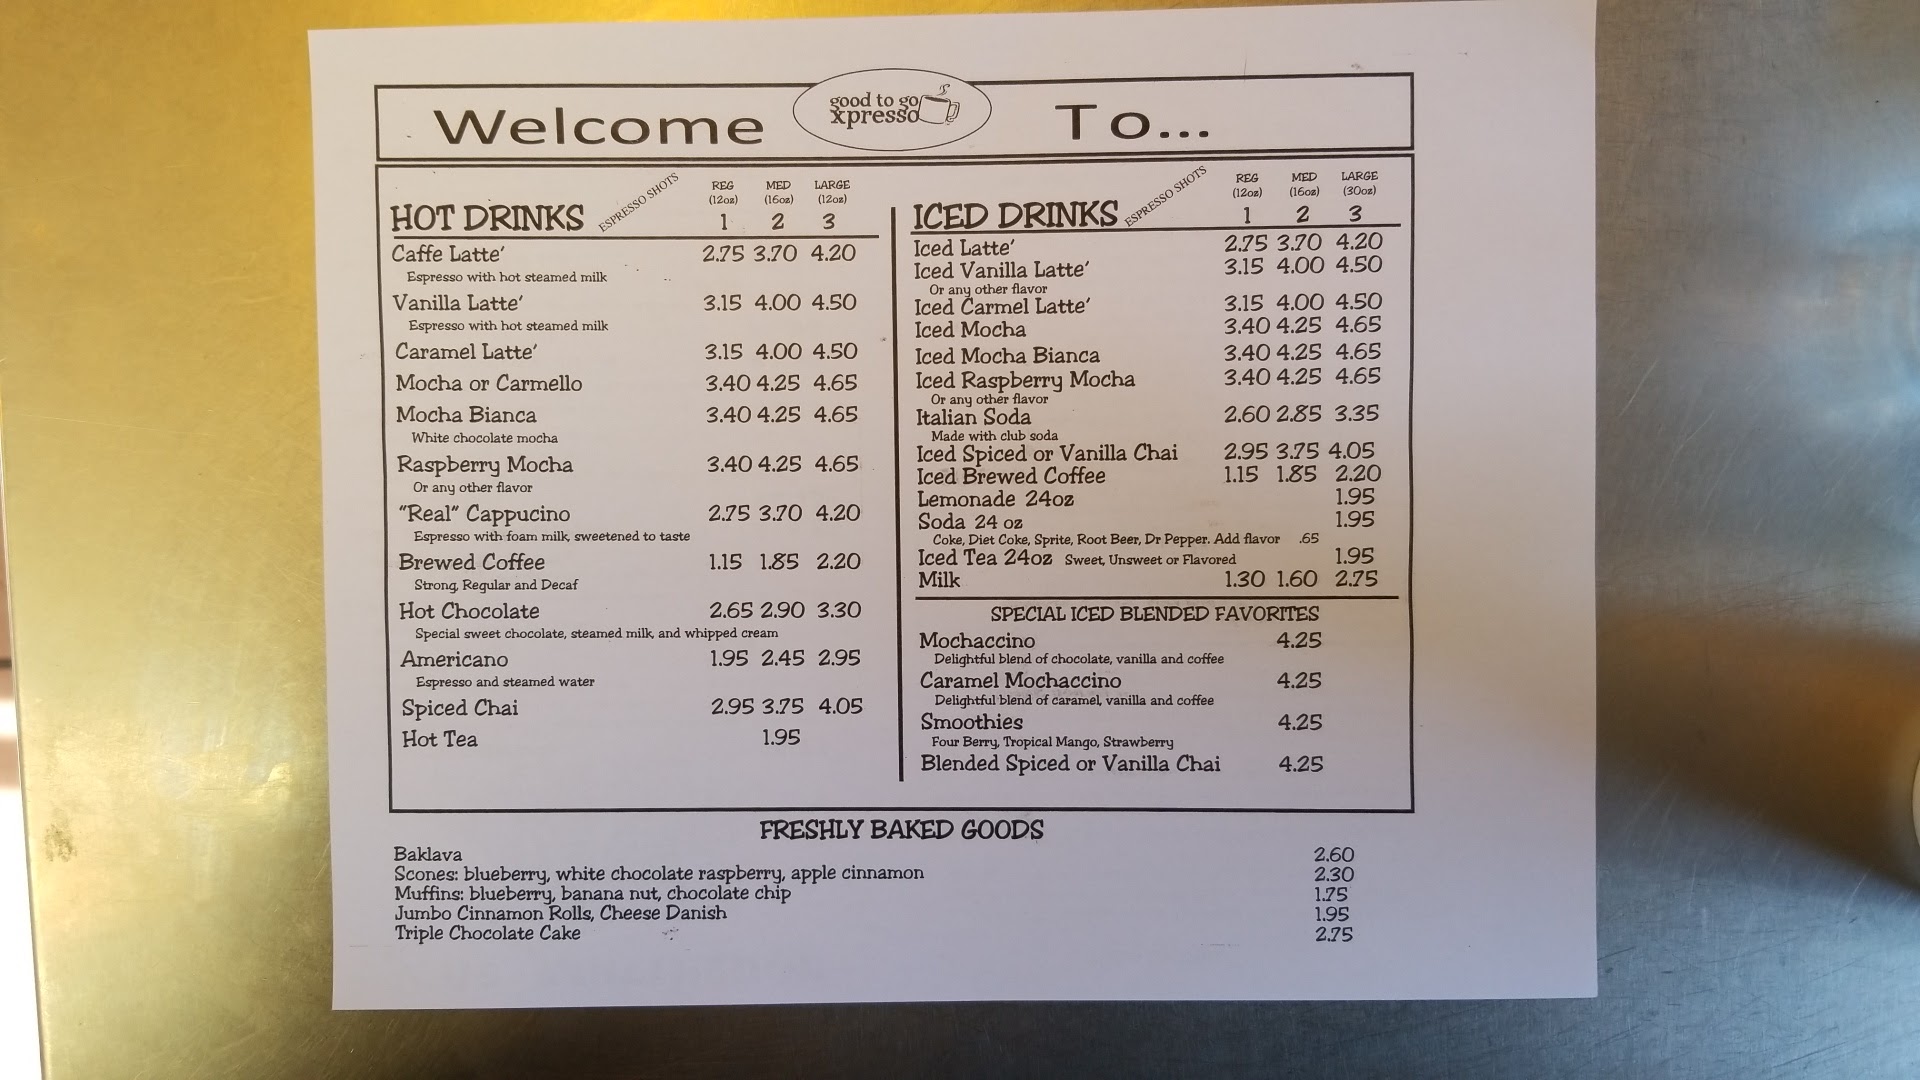 Welcome good to go xpresso To...
HOT DRINKS ESPRESSO SHOTS REG (12oz) 1 MED (16oz) 2 LARGE (12oz) 3
Caffe Latte' 2.75 3.70 4.20
Espresso with hot steamed milk
Vanilla Latte' 3.15 4.00 4.50
Espresso with hot steamed milk
Caramel Latte' 3.15 4.00 4.50
Mocha or Carmello 3.40 4.25 4.65
Mocha Bianca 3.40 4.25 4.65
White chocolate mocha
Raspberry Mocha 3.40 4.25 4.65
Or any other flavor
"Real" Cappucino 2.75 3.70 4.20
Espresso with foam milk, sweetened to taste
Brewed Coffee 1.15 1.85 2.20
Strong, Regular and Decaf
Hot Chocolate 2.65 2.90 3.30
Special sweet chocolate, steamed milk, and whipped cream
Americano 1.95 2.45 2.95
Espresso and steamed water
Spiced Chai 2.95 3.75 4.05
Hot Tea 1.95
ICED DRINKS ESPRESSO SHOTS REG (12oz) 1 MED (16oz) 2 LARGE (30oz) 3
Iced Latte' 2.75 3.70 4.20
Iced Vanilla Latte' 3.15 4.00 4.50
Or any other flavor
Iced Carmel Latte' 3.15 4.00 4.50
Iced Mocha 3.40 4.25 4.65
Iced Mocha Bianca 3.40 4.25 4.65
Iced Raspberry Mocha 3.40 4.25 4.65
Or any other flavor
Italian Soda 2.60 2.85 3.35
Made with club soda
Iced Spiced or Vanilla Chai 2.95 3.75 4.05
Iced Brewed Coffee 1.15 1.85 2.20
Lemonade 24oz 1.95
Soda 24 oz 1.95
Coke, Diet Coke, Sprite, Root Beer, Dr Pepper. Add flavor .65
Iced Tea 24oz Sweet, Unsweet or Flavored 1.95
Milk 1.30 1.60 2.75
SPECIAL ICED BLENDED FAVORITES
Mochaccino 4.25
Delightful blend of chocolate, vanilla and coffee
Caramel Mochaccino 4.25
Delightful blend of caramel, vanilla and coffee
Smoothies 4.25
Four Berry, Tropical Mango, Strawberry
Blended Spiced or Vanilla Chai 4.25
FRESHLY BAKED GOODS
Baklava 2.60
Scones: blueberry, white chocolate raspberry, apple cinnamon 2.30
Muffins: blueberry, banana nut, chocolate chip 1.75
Jumbo Cinnamon Rolls, Cheese Danish 1.95
Triple Chocolate Cake 2.75